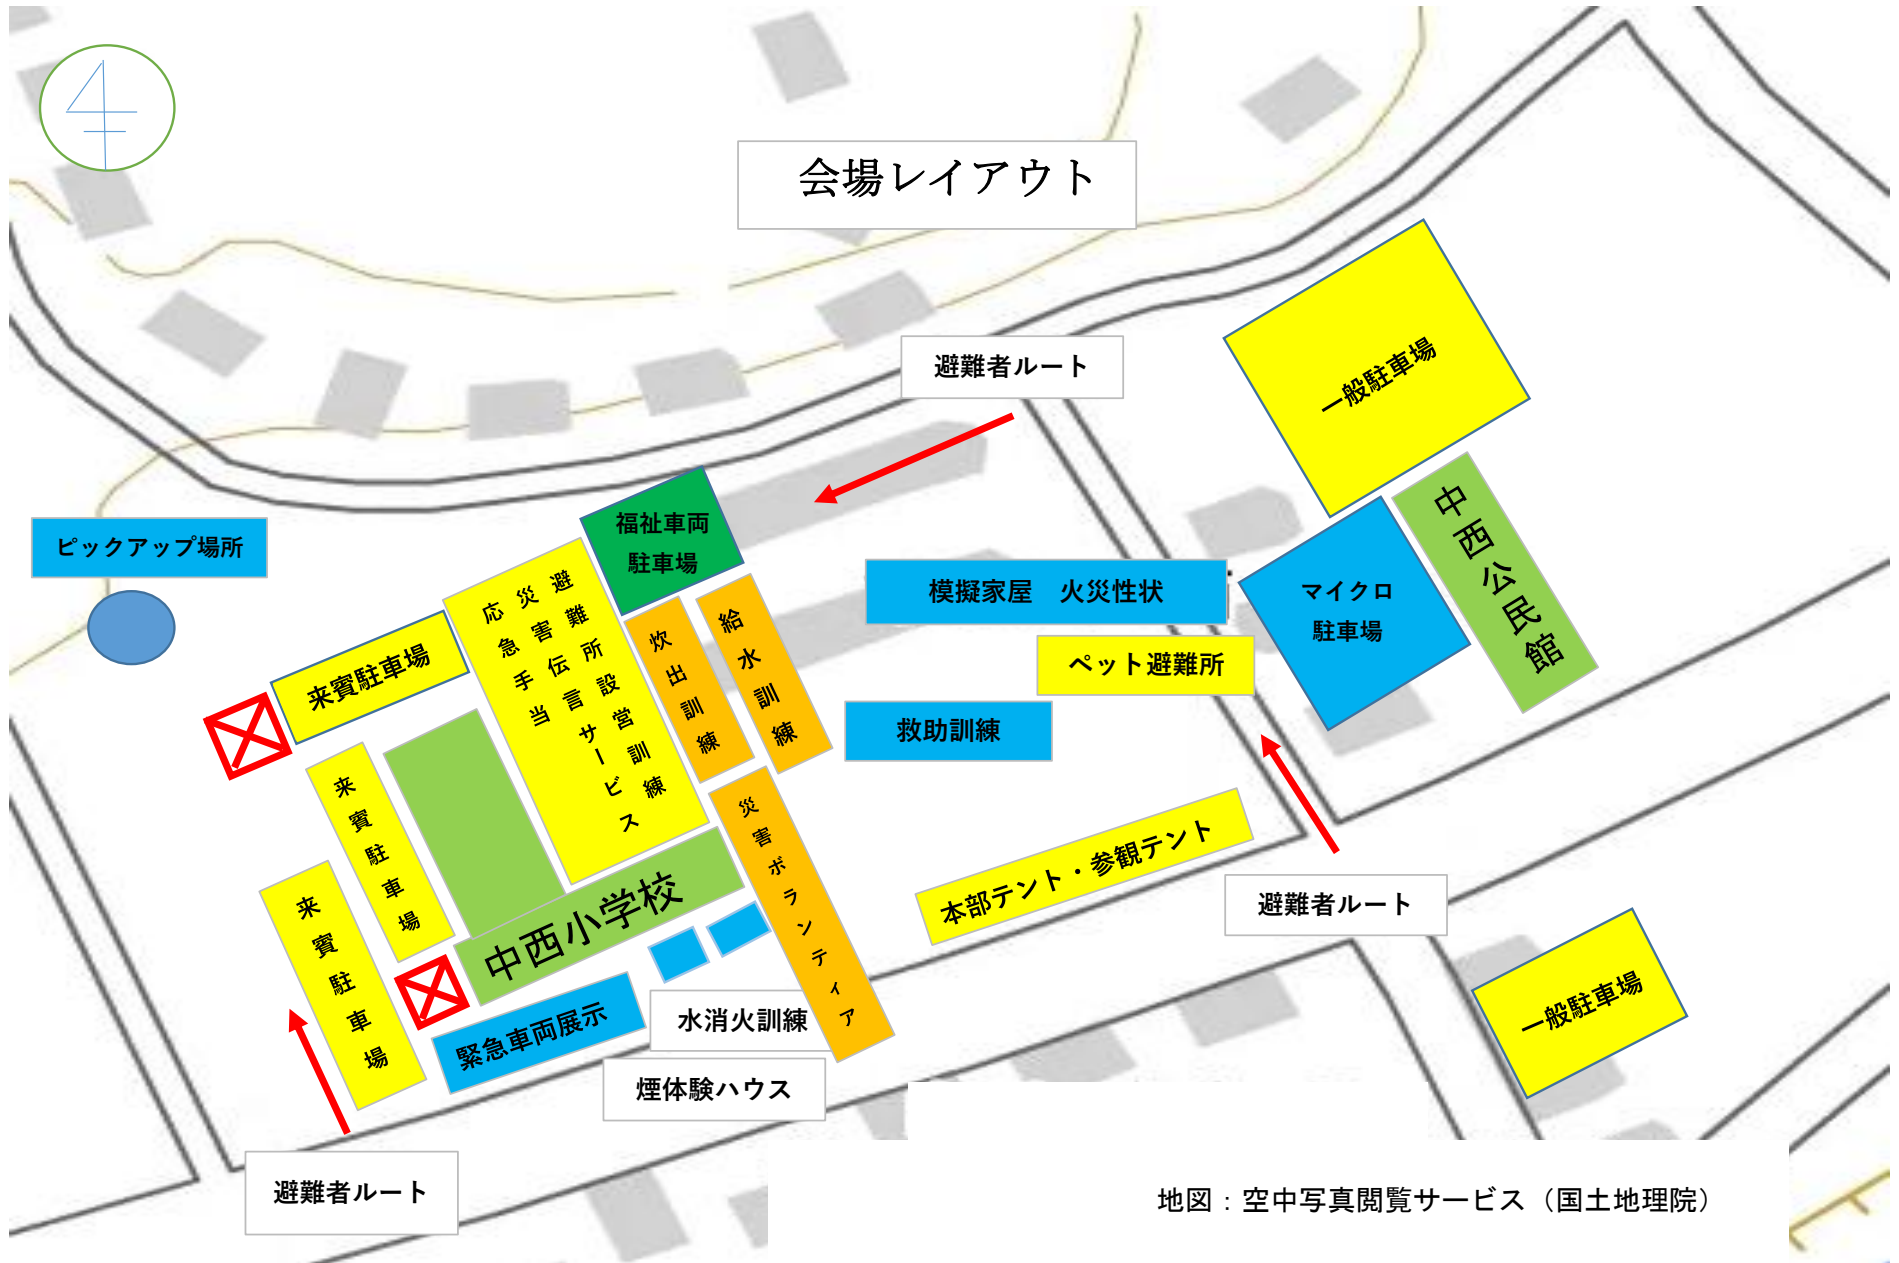 会場レイアウト
避難者ルート
一般駐車場
中西公民館
福祉車両
駐車場
ピックアップ場所
模擬家屋　火災性状
マイクロ
駐車場
避難所設営訓練
災害伝言サービス
応急手当
炊出訓練
給水訓練
ペット避難所
来賓駐車場
救助訓練
来賓駐車場
来賓駐車場
災害ボランティア
本部テント・参観テント
中西小学校
避難者ルート
一般駐車場
緊急車両展示
水消火訓練
煙体験ハウス
避難者ルート
地図：空中写真閲覧サービス（国土地理院）